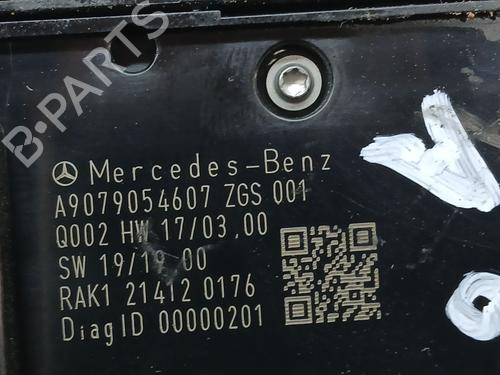 B-PARTS
Mercedes-Benz
A9079054607 ZGS 001
Q002 HW 17/03.00
SW 19/19.00
RAK1 21412 0176
DiagID 00000201